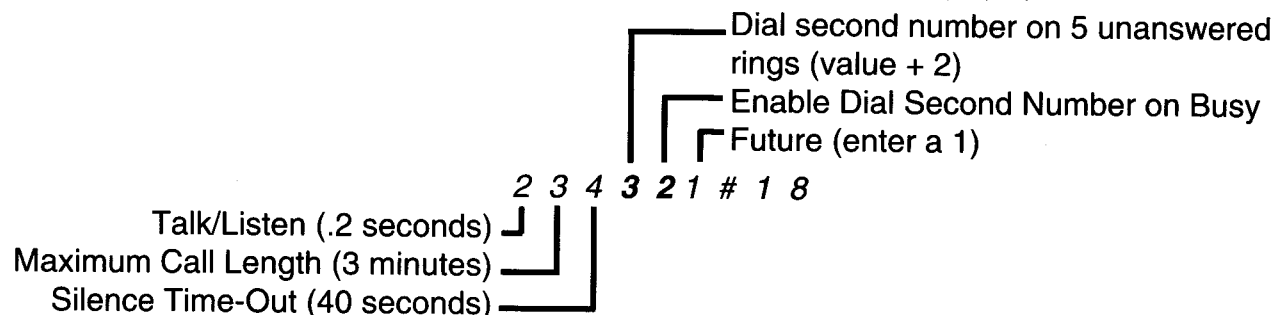 Dial second number on 5 unanswered
rings (value + 2)
Enable Dial Second Number on Busy
Future (enter a 1)
2 3 4 3 2 1 # 1 8
Talk/Listen (.2 seconds)
Maximum Call Length (3 minutes)
Silence Time-Out (40 seconds)